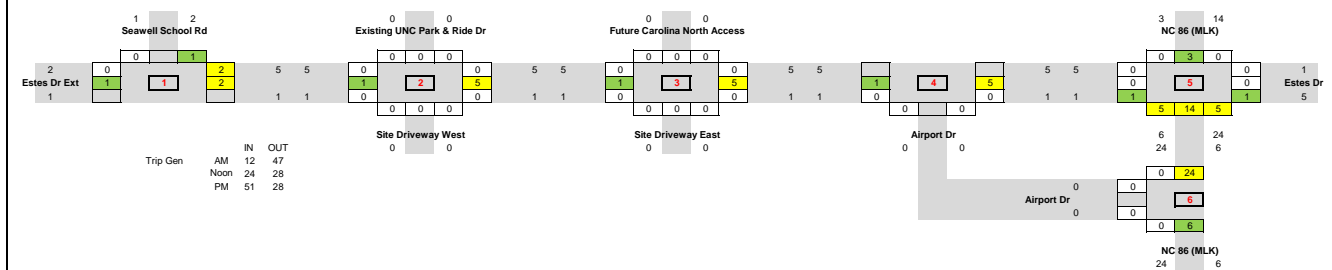 1 2 0 0 0 0 3 14
Seawell School Rd Existing UNC Park & Ride Dr Future Carolina North Access NC 86 (MLK)
0 1 0 0 0 0 0 0 0 3 0
2 0 2 5 5 0 0 5 5 0 0 5 5 5 5 0 0 1
Estes Dr Ext 1 1 2 1 2 5 1 3 5 1 4 5 0 5 0 Estes Dr
1 1 1 0 0 1 1 0 0 1 1 0 0 1 1 1 1 5
0 0 0 0 0 0 5 14 5
Site Driveway West Site Driveway East Airport Dr 6 24
0 0 0 0 0 0 24 6
IN OUT
Trip Gen AM 12 47
Noon 24 28
PM 51 28
0 24
0 0
Airport Dr 6
0 0
0 6
NC 86 (MLK)
24 6